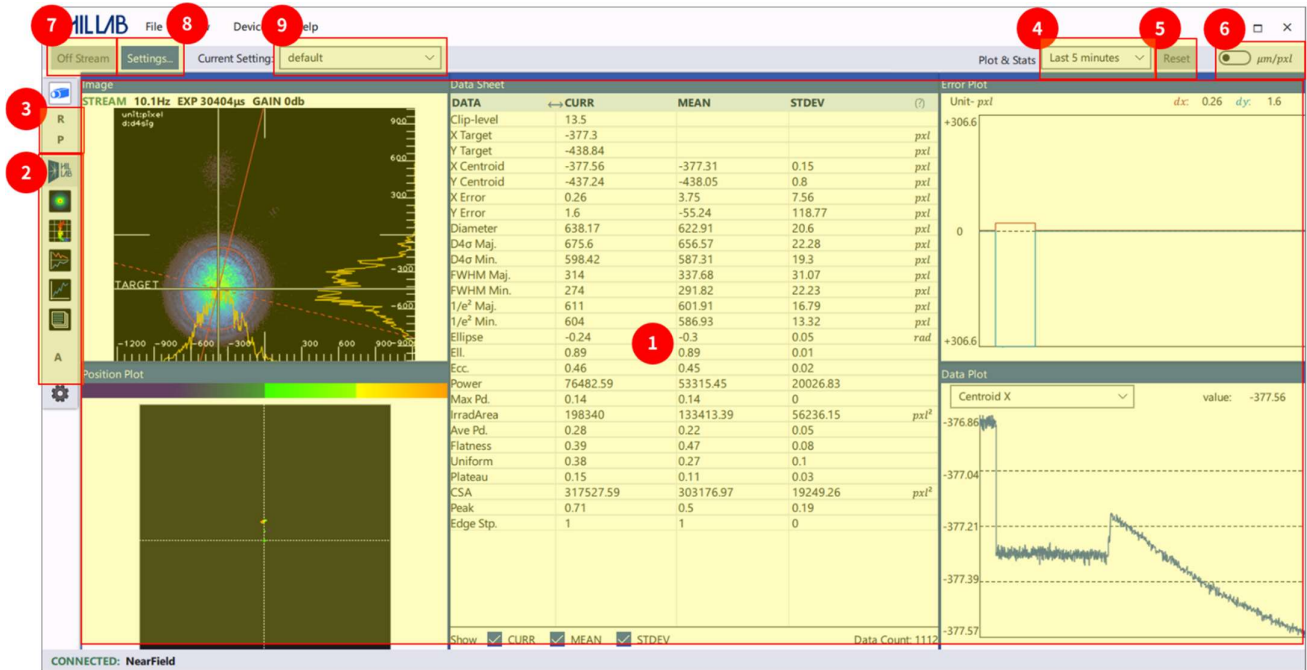 7
8
9
4
5
6
HILL/AB File Devic elp
Off Stream Settings... Current Setting: default Plot & Stats Last 5 minutes Reset μm/pxl
Image
STREAM 10.1Hz EXP 30404μs GAIN 0db
unit:pixel
d:d4sig
900
600
300
-300
-600
-900
TARGET
-1200 -900 -600 -300 300 600 900
3
R
P
2
HIL
LAB
A
Position Plot
Data Sheet
DATA ↔ CURR MEAN STDEV (?)
Clip-level 13.5
X Target -377.3 pxl
Y Target -438.84 pxl
X Centroid -377.56 -377.31 0.15 pxl
Y Centroid -437.24 -438.05 0.8 pxl
X Error 0.26 3.75 7.56 pxl
Y Error 1.6 -55.24 118.77 pxl
Diameter 638.17 622.91 20.6 pxl
D4σ Maj. 675.6 656.57 22.28 pxl
D4σ Min. 598.42 587.31 19.3 pxl
FWHM Maj. 314 337.68 31.07 pxl
FWHM Min. 274 291.82 22.23 pxl
1/e² Maj. 611 601.91 16.79 pxl
1/e² Min. 604 586.93 13.32 pxl
Ellipse -0.24 -0.3 0.05 rad
Ell. 0.89 0.89 0.01
Ecc. 0.46 0.45 0.02
Power 76482.59 53315.45 20026.83
Max Pd. 0.14 0.14 0
IrradArea 198340 133413.39 56236.15 pxl²
Ave Pd. 0.28 0.22 0.05
Flatness 0.39 0.47 0.08
Uniform 0.38 0.27 0.1
Plateau 0.15 0.11 0.03
CSA 317527.59 303176.97 19249.26 pxl²
Peak 0.71 0.5 0.19
Edge Stp. 1 1 0
1
Show CURR MEAN STDEV Data Count: 1112
Error Plot
Unit- pxl dx: 0.26 dy: 1.6
+306.6
0
+306.6
Data Plot
Centroid X value: -377.56
-376.86
-377.04
-377.21
-377.39
-377.57
CONNECTED: NearField